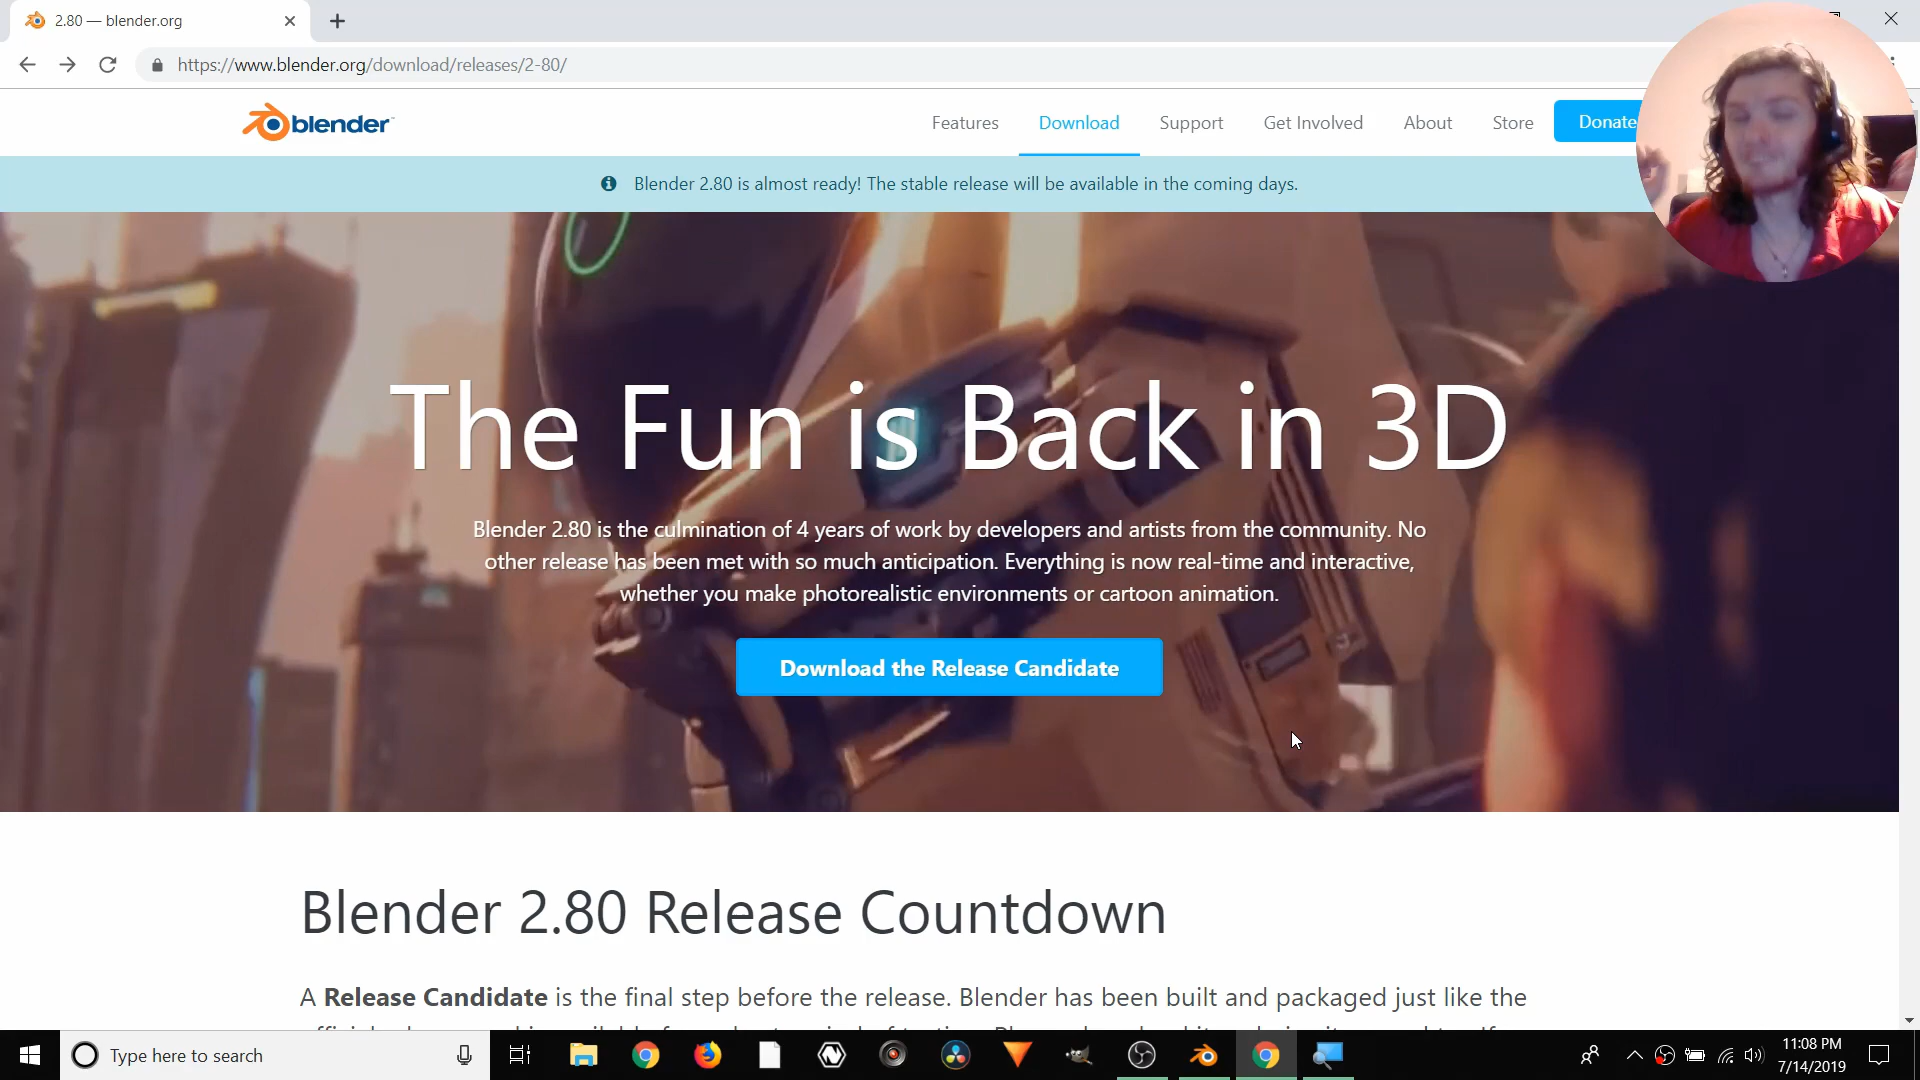 2.80 — blender.org
https://www.blender.org/download/releases/2-80/
blender
Features Download Support Get Involved About Store Donate
Blender 2.80 is almost ready! The stable release will be available in the coming days.
The Fun is Back in 3D
Blender 2.80 is the culmination of 4 years of work by developers and artists from the community. No
other release has been met with so much anticipation. Everything is now real-time and interactive,
whether you make photorealistic environments or cartoon animation.
Download the Release Candidate
Blender 2.80 Release Countdown
A Release Candidate is the final step before the release. Blender has been built and packaged just like the
Type here to search
11:08 PM
7/14/2019